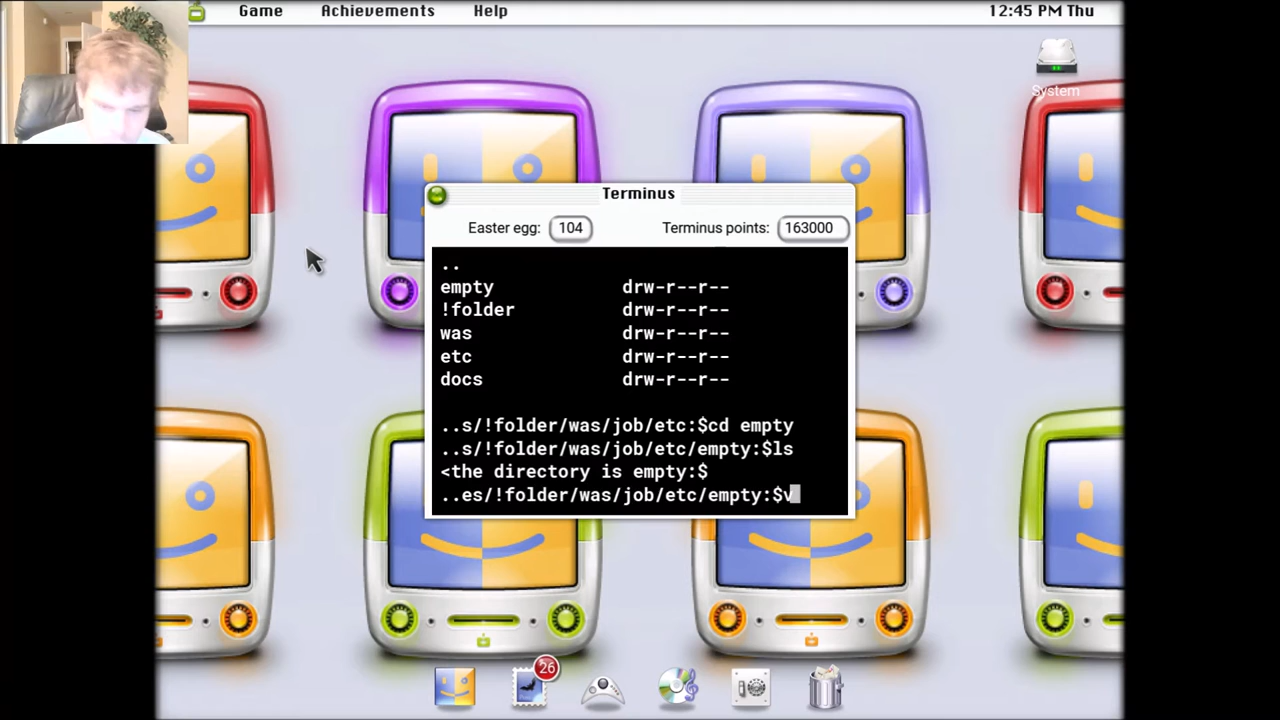 Game Achievements Help 12:45 PM Thu
System
Terminus
Easter egg: 104 Terminus points: 163000
..
empty drw-r--r--
!folder drw-r--r--
was drw-r--r--
etc drw-r--r--
docs drw-r--r--
..s/!folder/was/job/etc:$cd empty
..s/!folder/was/job/etc/empty:$ls
<the directory is empty:$
..es/!folder/was/job/etc/empty:$v
26